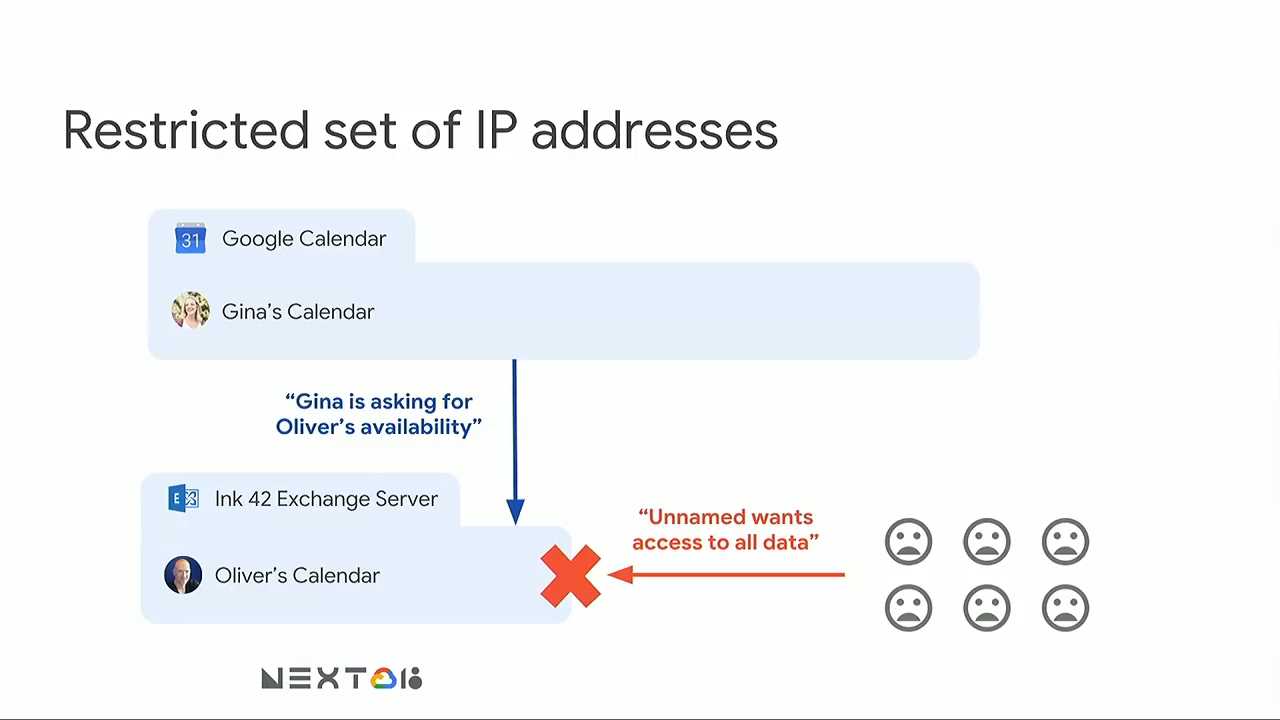 Restricted set of IP addresses
31 Google Calendar
Gina’s Calendar
“Gina is asking for
Oliver’s availability”
E Ink 42 Exchange Server
“Unnamed wants
access to all data”
Oliver’s Calendar
NEXT 18